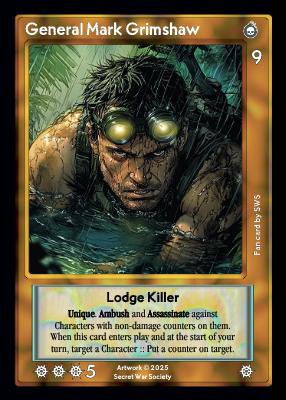 General Mark Grimshaw
9
Fan card by SWS
Lodge Killer
Unique. Ambush and Assassinate against
Characters with non-damage counters on them.
When this card enters play and at the start of your
turn, target a Character :: Put a counter on target.
5
Artwork © 2025
Secret War Society